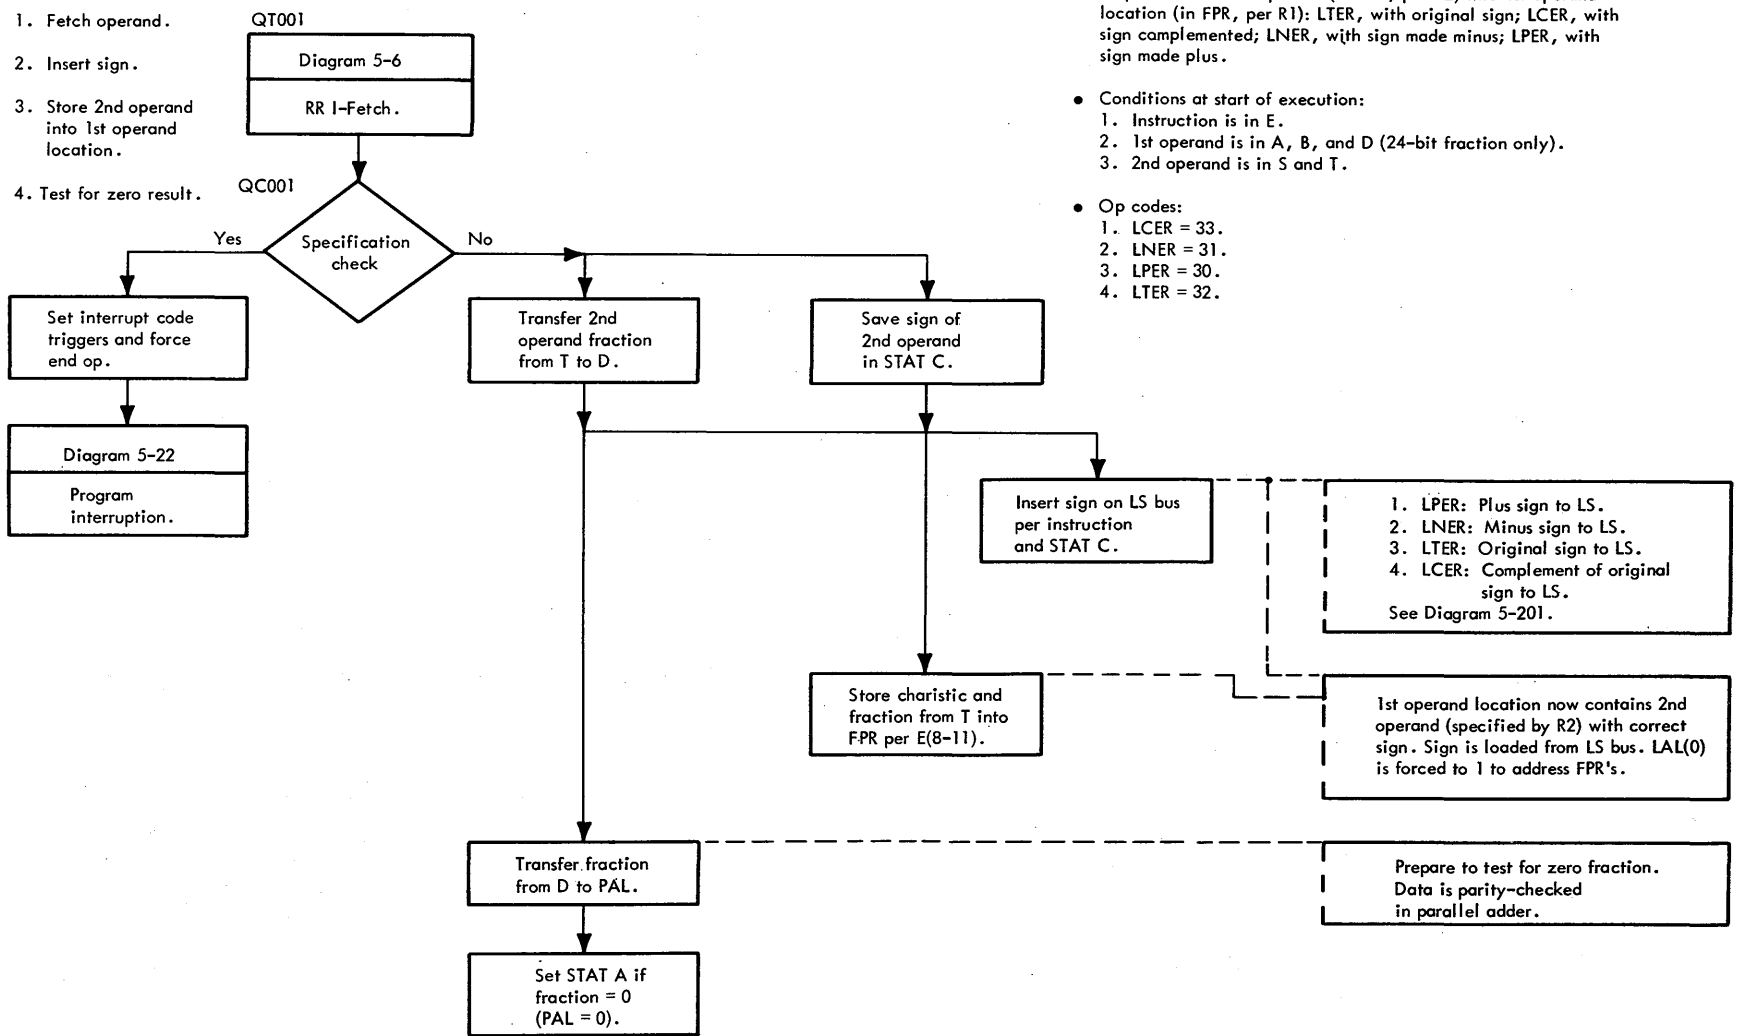 1. Fetch operand.
2. Insert sign.
3. Store 2nd operand
into 1st operand
location.
4. Test for zero result.
QT001
Diagram 5-6
RR I-Fetch.
QC001
Specification
check
Yes
No
Set interrupt code
triggers and force
end op.
Diagram 5-22
Program
interruption.
Transfer 2nd
operand fraction
from T to D.
Save sign of
2nd operand
in STAT C.
location (in FPR, per R1): LTER, with original sign; LCER, with
sign camplemented; LNER, with sign made minus; LPER, with
sign made plus.
• Conditions at start of execution:
1. Instruction is in E.
2. 1st operand is in A, B, and D (24-bit fraction only).
3. 2nd operand is in S and T.
• Op codes:
1. LCER = 33.
2. LNER = 31.
3. LPER = 30.
4. LTER = 32.
Insert sign on LS bus
per instruction
and STAT C.
1. LPER: Plus sign to LS.
2. LNER: Minus sign to LS.
3. LTER: Original sign to LS.
4. LCER: Complement of original
sign to LS.
See Diagram 5-201.
Store charistic and
fraction from T into
FPR per E(8-11).
1st operand location now contains 2nd
operand (specified by R2) with correct
sign. Sign is loaded from LS bus. LAL(0)
is forced to 1 to address FPR's.
Transfer fraction
from D to PAL.
Prepare to test for zero fraction.
Data is parity-checked
in parallel adder.
Set STAT A if
fraction = 0
(PAL = 0).